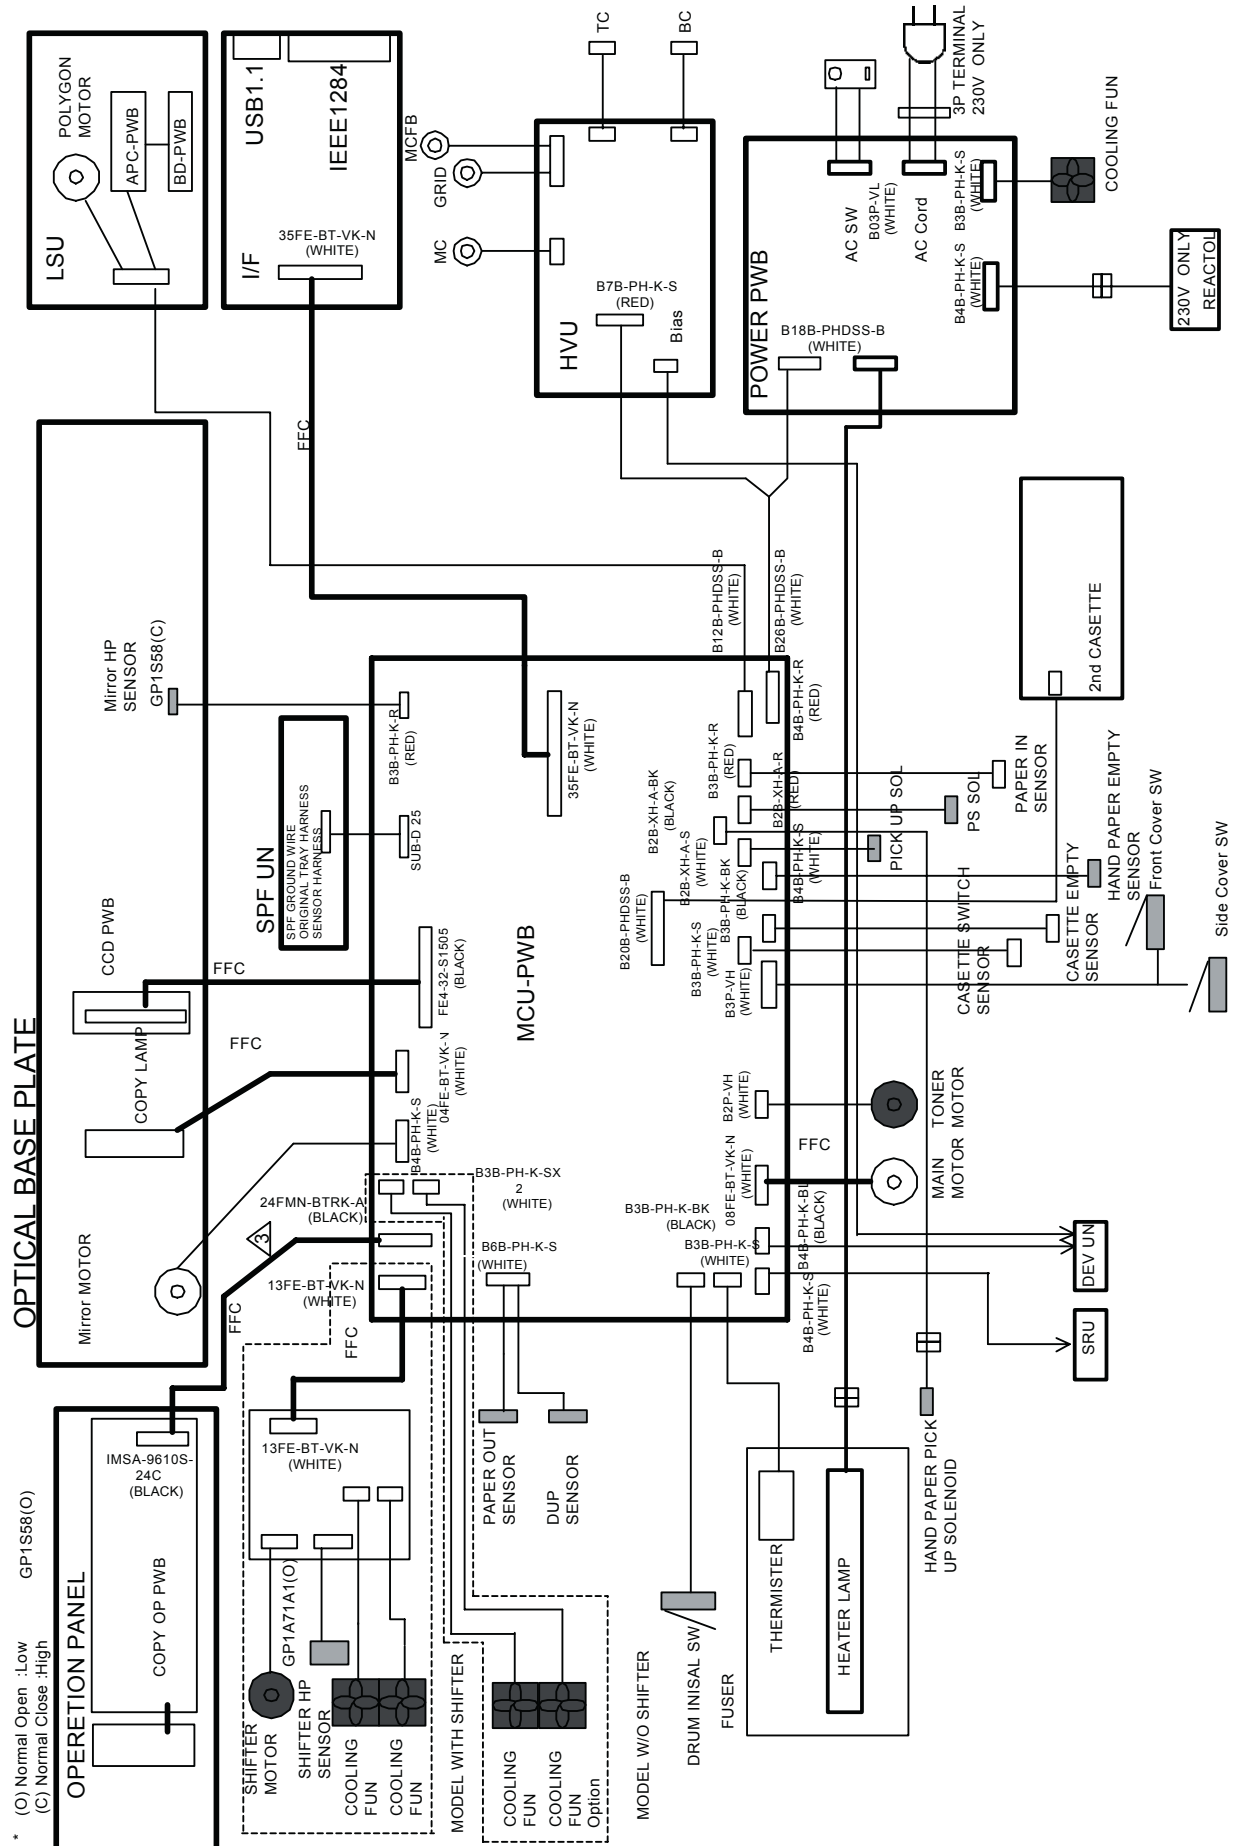 * (O) Normal Open :Low
(C) Normal Close :High
GP1S58(O)
OPERETION PANEL
COPY OP PWB
IMSA-9610S-
24C
(BLACK)
OPTICAL BASE PLATE
Mirror MOTOR
COPY LAMP
CCD PWB
Mirror HP
SENSOR
GP1S58(C)
FFC
3
FFC
FFC
SPF UN
SPF GROUND WIRE
ORIGINAL TRAY HARNESS
SENSOR HARNESS
LSU
POLYGON
MOTOR
APC-PWB
BD-PWB
I/F
USB1.1
IEEE1284
35FE-BT-VK-N
(WHITE)
FFC
HVU
MC
GRID
MCFB
TC
BC
B7B-PH-K-S
(RED)
Bias
POWER PWB
AC SW
B03P-VL
(WHITE)
AC Cord
B3B-PH-K-S
(WHITE)
B4B-PH-K-S
(WHITE)
B18B-PHDSS-B
(WHITE)
3P TERMINAL
230V ONLY
COOLING FUN
230V ONLY
REACTOL
MCU-PWB
24FMN-BTRK-A
(BLACK)
13FE-BT-VK-N
(WHITE)
B4B-PH-K-S
(WHITE)
04FE-BT-VK-N
(WHITE)
FE4-32-S1505
(BLACK)
SUB-D 25
B3B-PH-K-R
(RED)
35FE-BT-VK-N
(WHITE)
B3B-PH-K-SX
2
(WHITE)
B6B-PH-K-S
(WHITE)
B3B-PH-K-BK
(BLACK)
B3B-PH-K-S
(WHITE)
B4B-PH-K-S
(WHITE)
B4B-PH-K-BL
(BLACK)
08FE-BT-VK-N
(WHITE)
B2P-VH
(WHITE)
B3P-VH
(WHITE)
B3B-PH-K-S
(WHITE)
B3B-PH-K-BK
(BLACK)
B20B-PHDSS-B
(WHITE)
B4B-PH-K-S
(WHITE)
B2B-XH-A-S
(WHITE)
B2B-XH-A-BK
(BLACK)
B2B-XH-A-R
(RED)
B3B-PH-K-R
(RED)
B4B-PH-K-R
(RED)
B12B-PHDSS-B
(WHITE)
B26B-PHDSS-B
(WHITE)
FFC
13FE-BT-VK-N
(WHITE)
SHIFTER
MOTOR
GP1A71A1(O)
SHIFTER HP
SENSOR
COOLING
FUN
COOLING
FUN
MODEL WITH SHIFTER
COOLING
FUN
COOLING
FUN
Option
MODEL W/O SHIFTER
PAPER OUT
SENSOR
DUP
SENSOR
DRUM INISAL SW
FUSER
THERMISTER
HEATER LAMP
HAND PAPER PICK
UP SOLENOID
SRU
DEV UN
FFC
MAIN
MOTOR
TONER
MOTOR
Side Cover SW
Front Cover SW
CASETTE SWITCH
SENSOR
CASETTE EMPTY
SENSOR
HAND PAPER EMPTY
SENSOR
PICK UP SOL
PS SOL
PAPER IN
SENSOR
2nd CASETTE